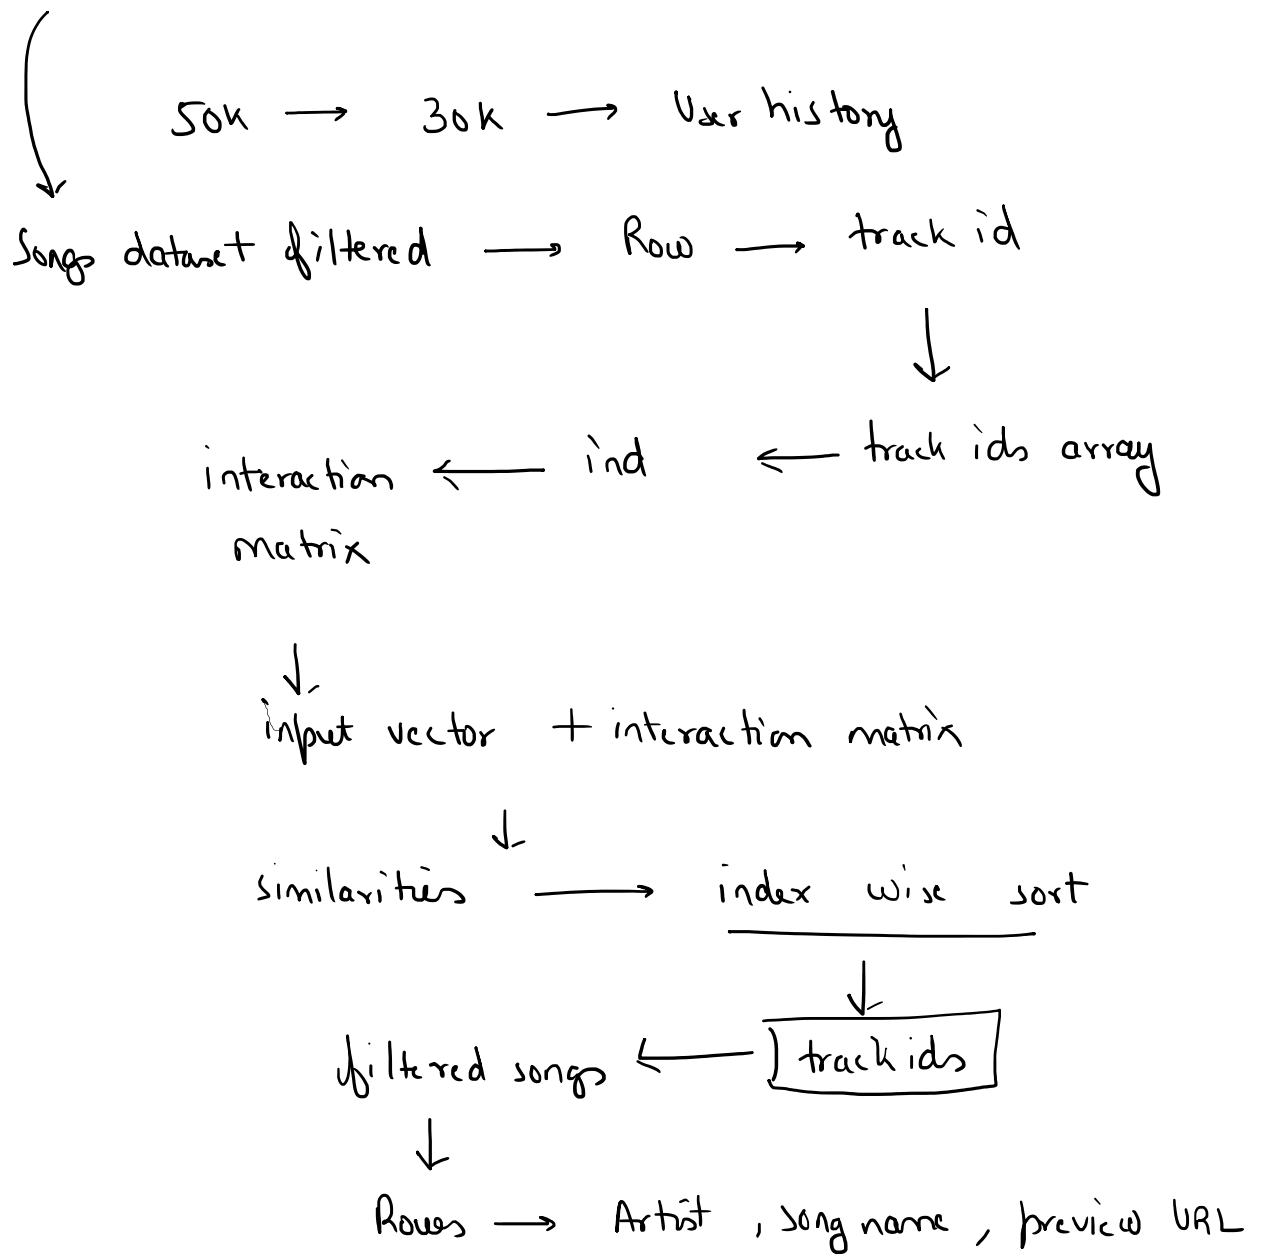 50k → 30k → User history
Songs dataset filtered → Row → track id
interaction ← ind ← track ids array
matrix
input vector + interaction matrix
similarities → index wise sort
filtered songs ← track ids
Rows → Artist , song name , preview URL